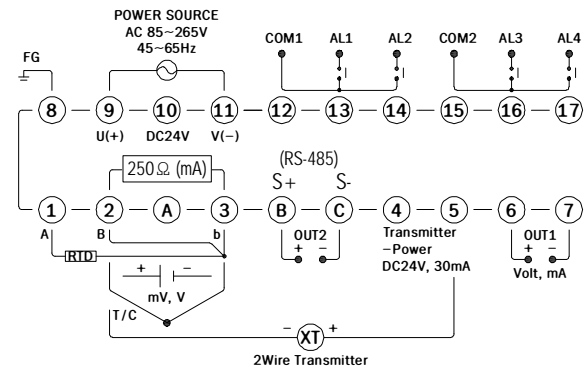 POWER SOURCE
AC 85~265V
45~65Hz
COM1 AL1 AL2 COM2 AL3 AL4
FG
8 9 10 11 12 13 14 15 16 17
U(+) DC24V V(−)
250Ω (mA)
(RS-485)
S+ S-
1 2 A 3 B C 4 5 6 7
A B b
OUT2
+ −
Transmitter
−Power
DC24V, 30mA
OUT1
+ −
Volt, mA
RTD
+ −
mV, V
T/C
− XT +
2Wire Transmitter